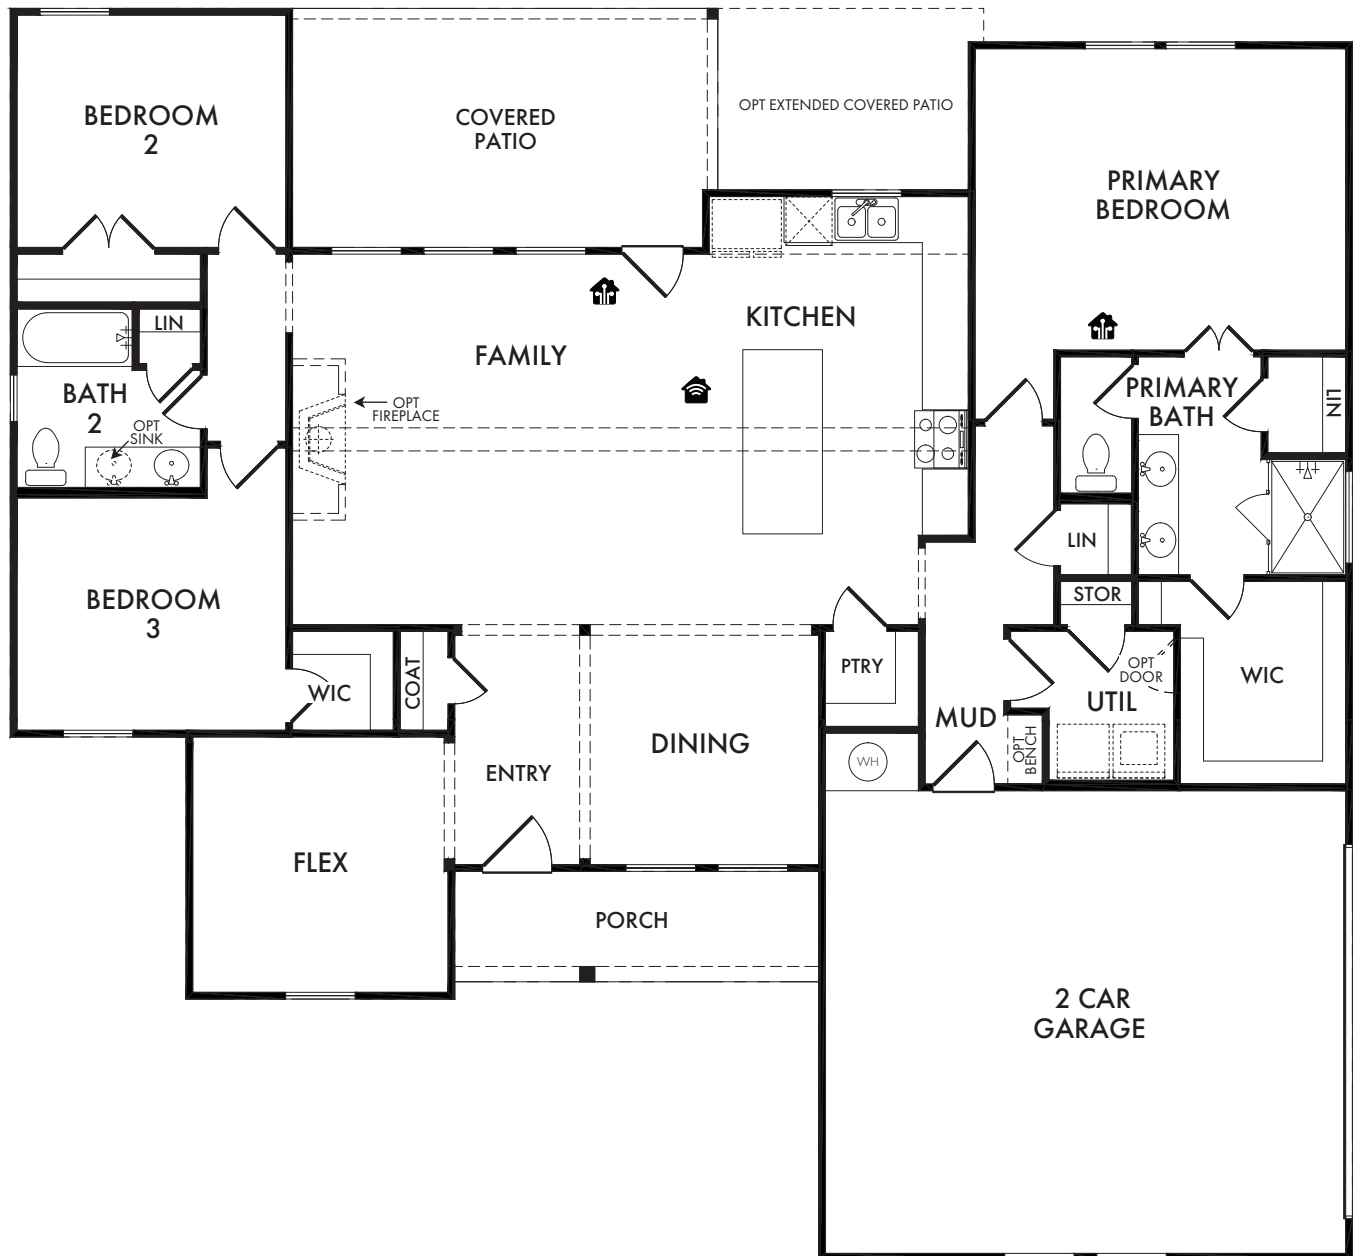 BEDROOM
2
COVERED
PATIO
OPT EXTENDED COVERED PATIO
PRIMARY
BEDROOM
LIN
KITCHEN
FAMILY
BATH
2
OPT
SINK
OPT
FIREPLACE
PRIMARY
BATH
LIN
LIN
STOR
BEDROOM
3
WIC
COAT
PTRY
OPT
DOOR
UTIL
WIC
MUD
OPT
BENCH
WH
DINING
ENTRY
FLEX
PORCH
2 CAR
GARAGE